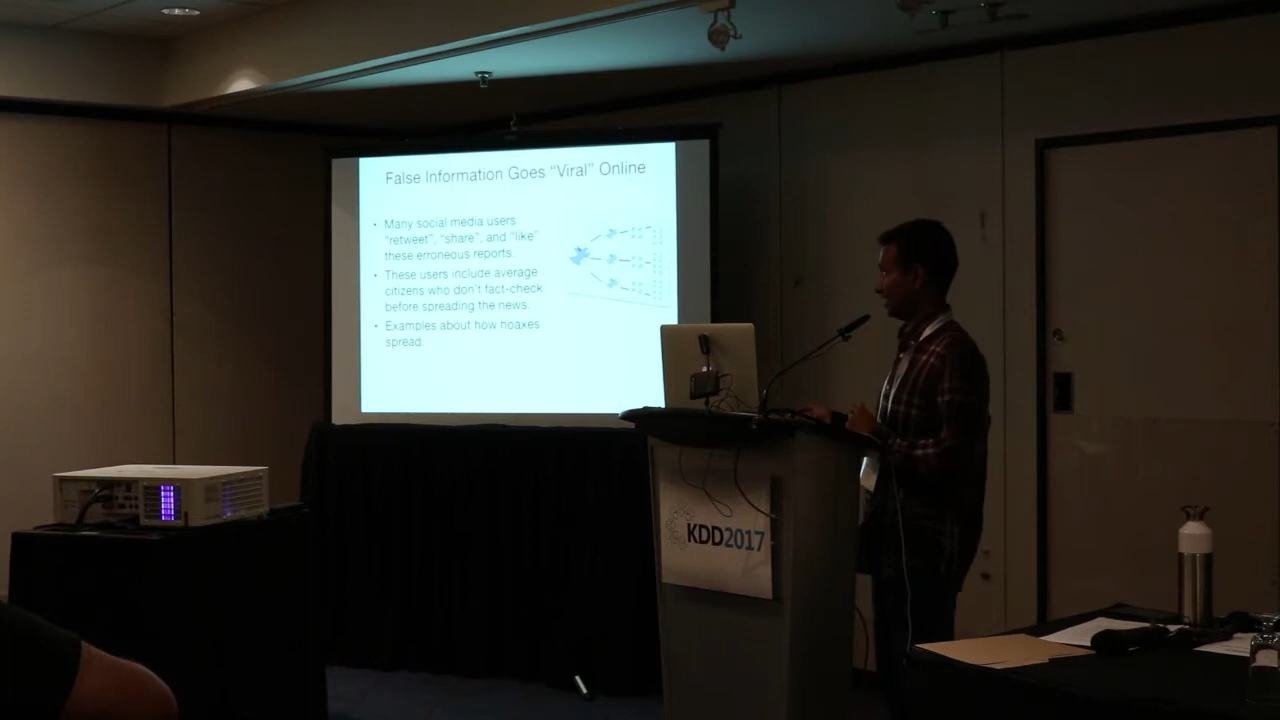 False Information Goes “Viral” Online
• Many social media users
“retweet”, “share”, and “like”
these erroneous reports.
• These users include average
citizens who don’t fact-check
before spreading the news.
• Examples about how hoaxes
spread.
KDD2017